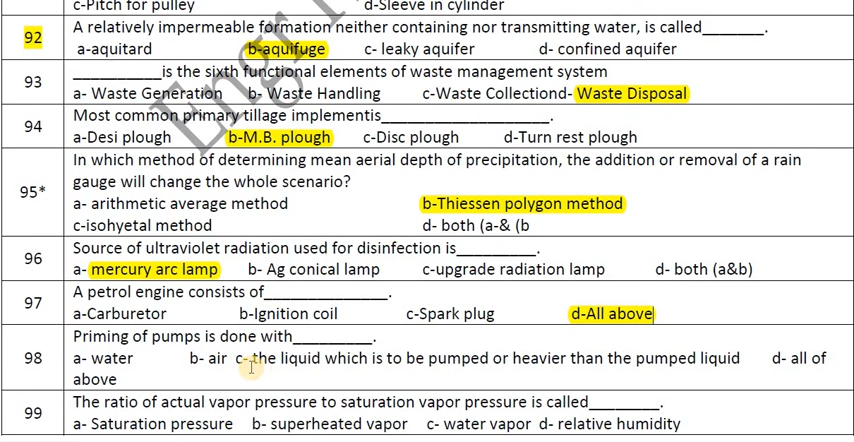 c-Pitch for pulley d-Sleeve in cylinder
92 A relatively impermeable formation neither containing nor transmitting water, is called_______.
a-aquitard b-aquifuge c- leaky aquifer d- confined aquifer
93 __________is the sixth functional elements of waste management system
a- Waste Generation b- Waste Handling c-Waste Collectiond- Waste Disposal
94 Most common primary tillage implementis___________________.
a-Desi plough b-M.B. plough c-Disc plough d-Turn rest plough
In which method of determining mean aerial depth of precipitation, the addition or removal of a rain
95* gauge will change the whole scenario?
a- arithmetic average method b-Thiessen polygon method
c-isohyetal method d- both (a-& (b
96 Source of ultraviolet radiation used for disinfection is_________.
a- mercury arc lamp b- Ag conical lamp c-upgrade radiation lamp d- both (a&b)
97 A petrol engine consists of______________.
a-Carburetor b-Ignition coil c-Spark plug d-All above
98 Priming of pumps is done with_________.
a- water b- air c- the liquid which is to be pumped or heavier than the pumped liquid d- all of
above
99 The ratio of actual vapor pressure to saturation vapor pressure is called________.
a- Saturation pressure b- superheated vapor c- water vapor d- relative humidity
Engr